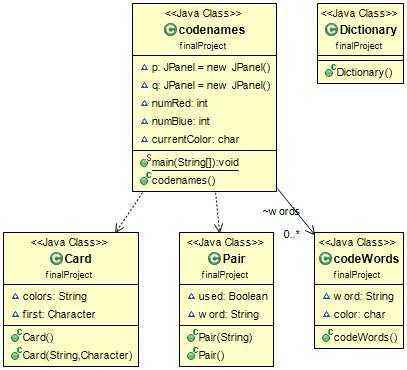 <<Java Class>>
codenames
finalProject
p: JPanel = new JPanel()
q: JPanel = new JPanel()
numRed: int
numBlue: int
currentColor: char
main(String[]):void
codenames()
<<Java Class>>
Dictionary
finalProject
Dictionary()
~words
0..*
<<Java Class>>
Card
finalProject
colors: String
first: Character
Card()
Card(String,Character)
<<Java Class>>
Pair
finalProject
used: Boolean
word: String
Pair(String)
Pair()
<<Java Class>>
codeWords
finalProject
word: String
color: char
codeWords()